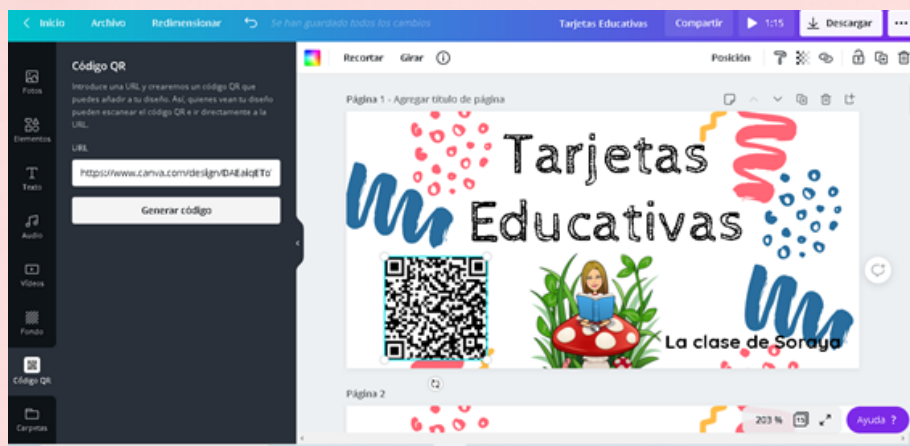 Inicio Archivo Redimensionar Se han guardado todos los cambios Tarjetas Educativas Compartir 1:15 Descargar
Recortar Girar Posición
Fotos
Elementos
Texto
Audio
Vídeos
Fondo
Código QR
Carpetas
Código QR
Introduce una URL y crearemos un código QR que
puedes añadir a tu diseño. Así, quienes vean tu diseño
pueden escanear el código QR e ir directamente a la
URL.
URL
Generar código
Página 1 - Agregar título de página
Tarjetas
Educativas
La clase de Soraya
Página 2
203 %
Ayuda ?